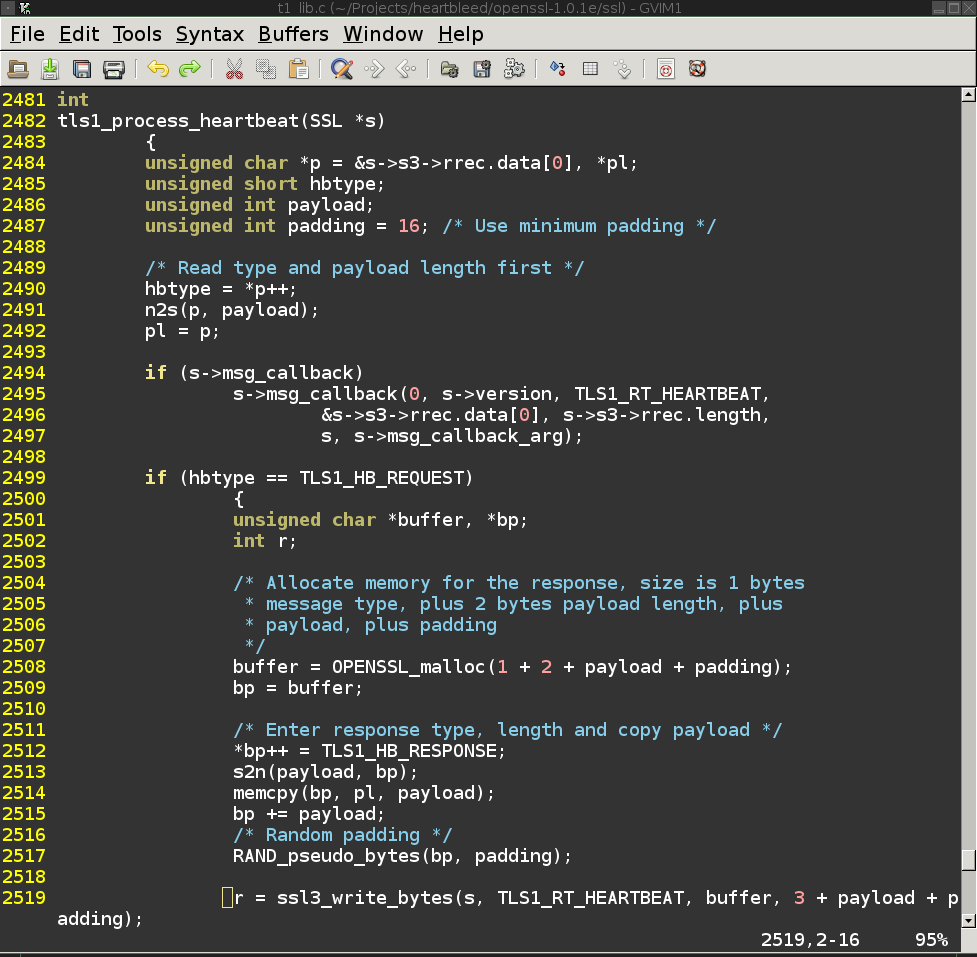 t1_lib.c (~/Projects/heartbleed/openssl-1.0.1e/ssl) - GVIM1
File Edit Tools Syntax Buffers Window Help
2481 int
2482 tls1_process_heartbeat(SSL *s)
2483         {
2484         unsigned char *p = &s->s3->rrec.data[0], *pl;
2485         unsigned short hbtype;
2486         unsigned int payload;
2487         unsigned int padding = 16; /* Use minimum padding */
2488
2489         /* Read type and payload length first */
2490         hbtype = *p++;
2491         n2s(p, payload);
2492         pl = p;
2493
2494         if (s->msg_callback)
2495                 s->msg_callback(0, s->version, TLS1_RT_HEARTBEAT,
2496                         &s->s3->rrec.data[0], s->s3->rrec.length,
2497                         s, s->msg_callback_arg);
2498
2499         if (hbtype == TLS1_HB_REQUEST)
2500                 {
2501                 unsigned char *buffer, *bp;
2502                 int r;
2503
2504                 /* Allocate memory for the response, size is 1 bytes
2505                  * message type, plus 2 bytes payload length, plus
2506                  * payload, plus padding
2507                  */
2508                 buffer = OPENSSL_malloc(1 + 2 + payload + padding);
2509                 bp = buffer;
2510
2511                 /* Enter response type, length and copy payload */
2512                 *bp++ = TLS1_HB_RESPONSE;
2513                 s2n(payload, bp);
2514                 memcpy(bp, pl, payload);
2515                 bp += payload;
2516                 /* Random padding */
2517                 RAND_pseudo_bytes(bp, padding);
2518
2519                 r = ssl3_write_bytes(s, TLS1_RT_HEARTBEAT, buffer, 3 + payload + p
adding);
2519,2-16 95%